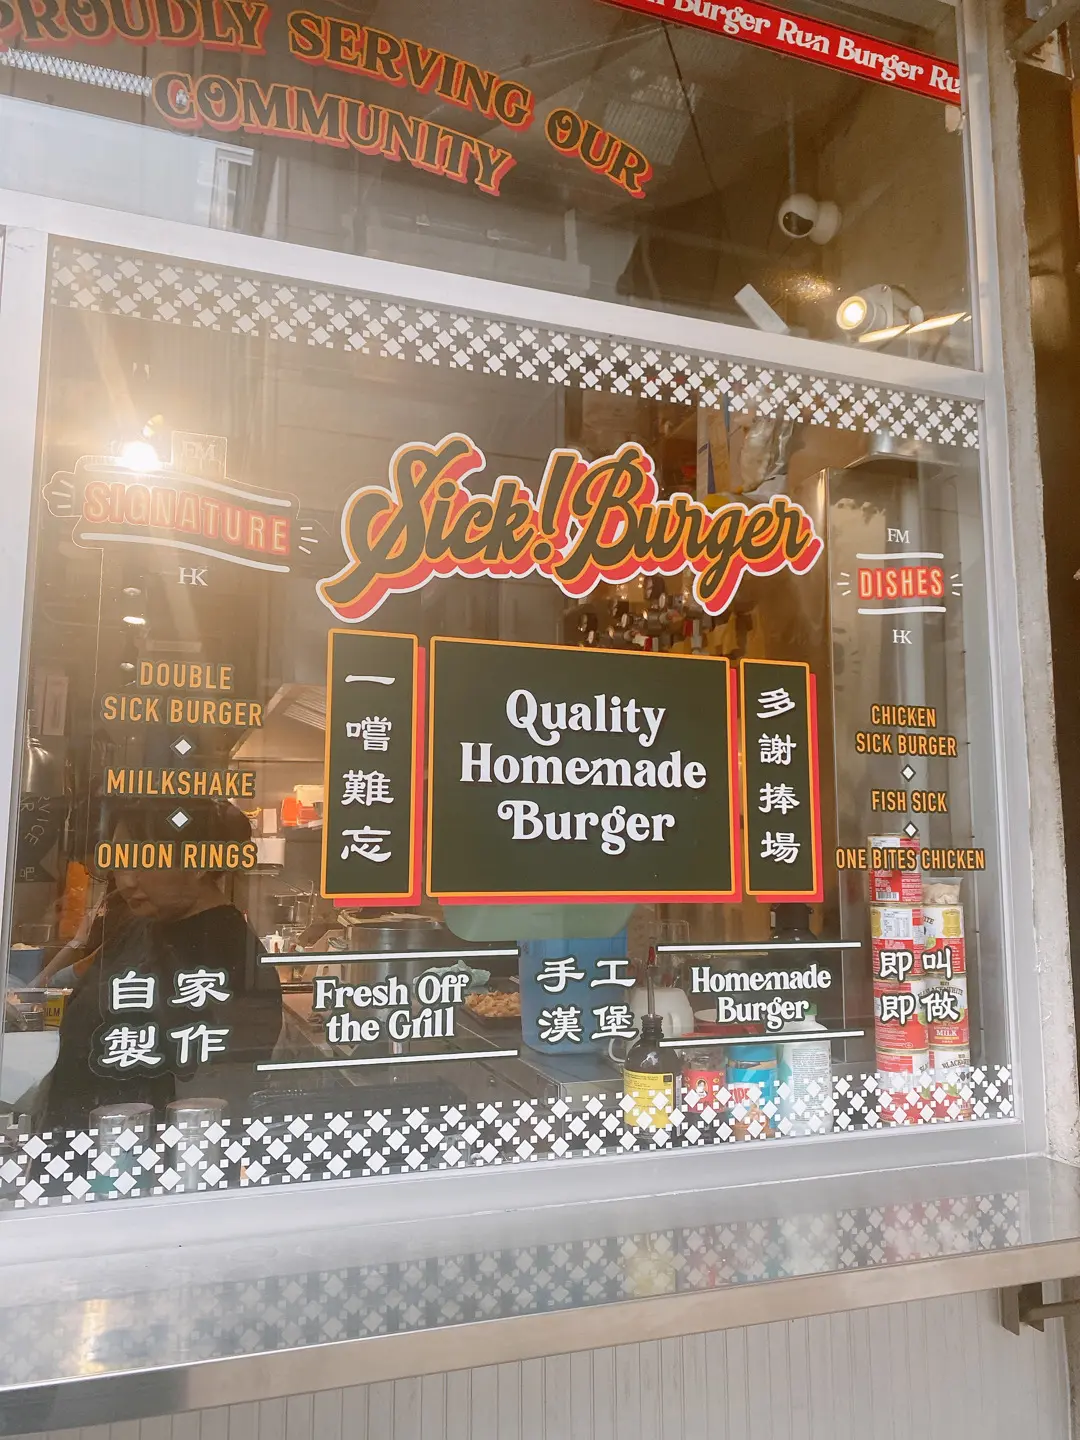 PROUDLY SERVING OUR
COMMUNITY
Burger Run Burger Ru
FM
SIGNATURE
HK
DOUBLE
SICK BURGER
MIILKSHAKE
ONION RINGS
Sick! Burger
一嚐難忘
Quality
Homemade
Burger
多謝捧場
FM
DISHES
HK
CHICKEN
SICK BURGER
FISH SICK
ONE BITES CHICKEN
自家
製作
Fresh Off
the Grill
手工
漢堡
Homemade
Burger
即叫
即做
MILK